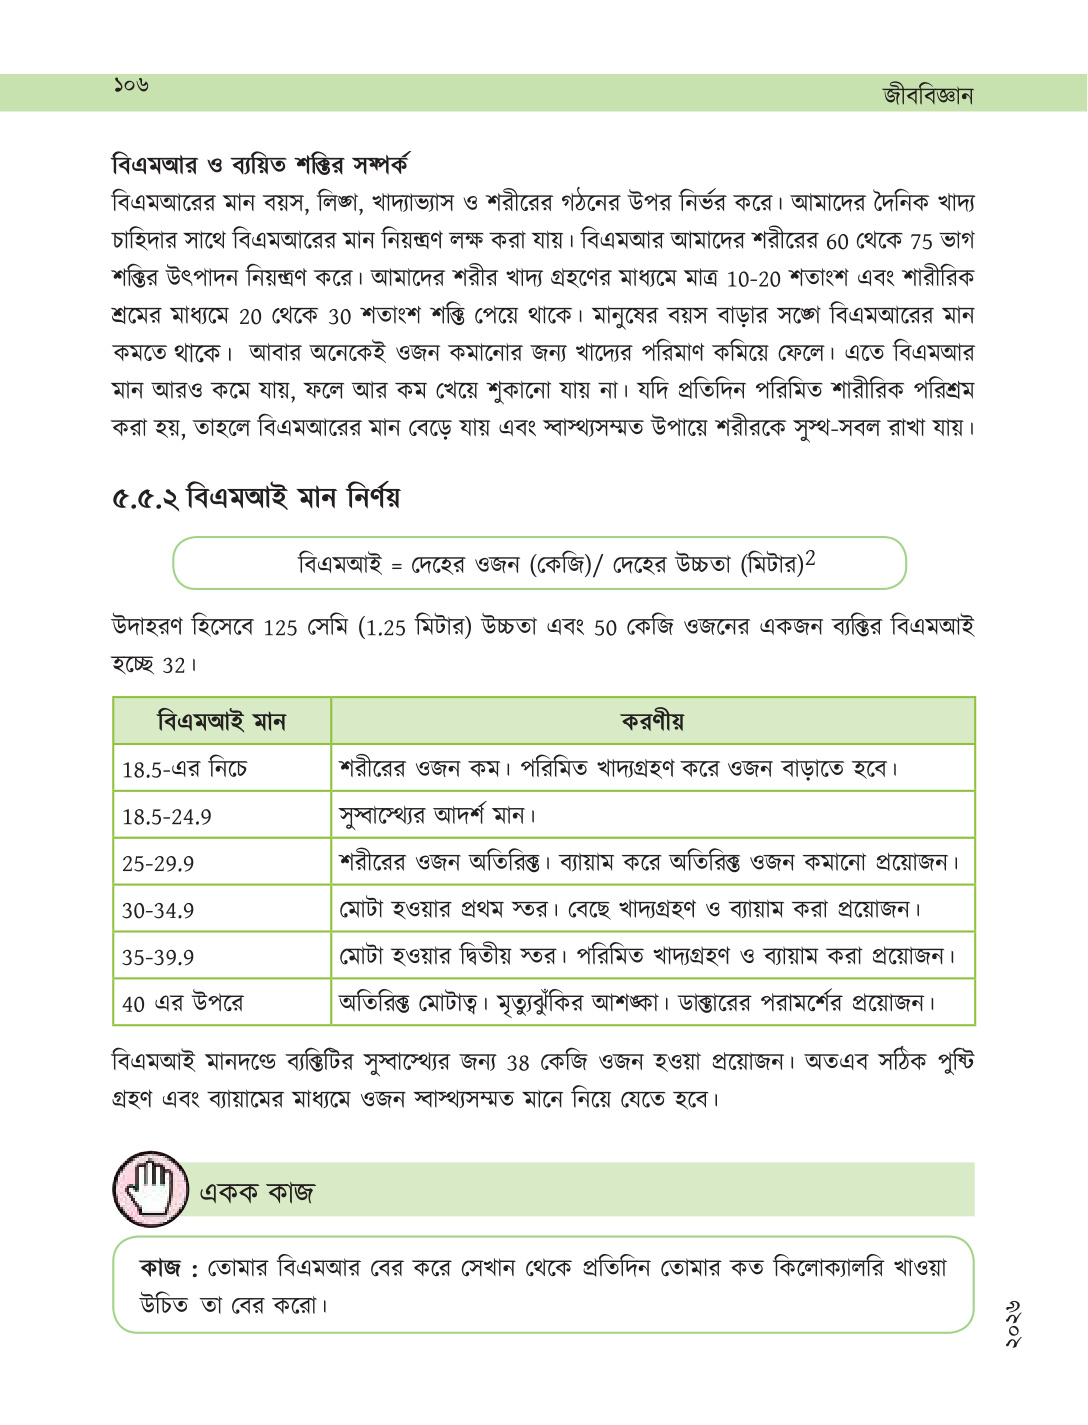 ১০৬
জীববিজ্ঞান
বিএমআর ও ব্যয়িত শক্তির সম্পর্ক
বিএমআরের মান বয়স, লিঙ্গ, খাদ্যাভ্যাস ও শরীরের গঠনের উপর নির্ভর করে। আমাদের দৈনিক খাদ্য
চাহিদার সাথে বিএমআরের মান নিয়ন্ত্রণ লক্ষ করা যায়। বিএমআর আমাদের শরীরের 60 থেকে 75 ভাগ
শক্তির উৎপাদন নিয়ন্ত্রণ করে। আমাদের শরীর খাদ্য গ্রহণের মাধ্যমে মাত্র 10-20 শতাংশ এবং শারীরিক
শ্রমের মাধ্যমে 20 থেকে 30 শতাংশ শক্তি পেয়ে থাকে। মানুষের বয়স বাড়ার সঙ্গে বিএমআরের মান
কমতে থাকে। আবার অনেকেই ওজন কমানোর জন্য খাদ্যের পরিমাণ কমিয়ে ফেলে। এতে বিএমআর
মান আরও কমে যায়, ফলে আর কম খেয়ে শুকানো যায় না। যদি প্রতিদিন পরিমিত শারীরিক পরিশ্রম
করা হয়, তাহলে বিএমআরের মান বেড়ে যায় এবং স্বাস্থ্যসম্মত উপায়ে শরীরকে সুস্থ-সবল রাখা যায়।
৫.৫.২ বিএমআই মান নির্ণয়
বিএমআই = দেহের ওজন (কেজি)/ দেহের উচ্চতা (মিটার)²
উদাহরণ হিসেবে 125 সেমি (1.25 মিটার) উচ্চতা এবং 50 কেজি ওজনের একজন ব্যক্তির বিএমআই
হচ্ছে 32।
বিএমআই মান করণীয়
18.5-এর নিচে শরীরের ওজন কম। পরিমিত খাদ্যগ্রহণ করে ওজন বাড়াতে হবে।
18.5-24.9 সুস্বাস্থ্যের আদর্শ মান।
25-29.9 শরীরের ওজন অতিরিক্ত। ব্যায়াম করে অতিরিক্ত ওজন কমানো প্রয়োজন।
30-34.9 মোটা হওয়ার প্রথম স্তর। বেছে খাদ্যগ্রহণ ও ব্যায়াম করা প্রয়োজন।
35-39.9 মোটা হওয়ার দ্বিতীয় স্তর। পরিমিত খাদ্যগ্রহণ ও ব্যায়াম করা প্রয়োজন।
40 এর উপরে অতিরিক্ত মোটাত্ব। মৃত্যুঝুঁকির আশঙ্কা। ডাক্তারের পরামর্শের প্রয়োজন।
বিএমআই মানদণ্ডে ব্যক্তিটির সুস্বাস্থ্যের জন্য 38 কেজি ওজন হওয়া প্রয়োজন। অতএব সঠিক পুষ্টি
গ্রহণ এবং ব্যায়ামের মাধ্যমে ওজন স্বাস্থ্যসম্মত মানে নিয়ে যেতে হবে।
একক কাজ
কাজ : তোমার বিএমআর বের করে সেখান থেকে প্রতিদিন তোমার কত কিলোক্যালরি খাওয়া
উচিত তা বের করো।
২০২৬